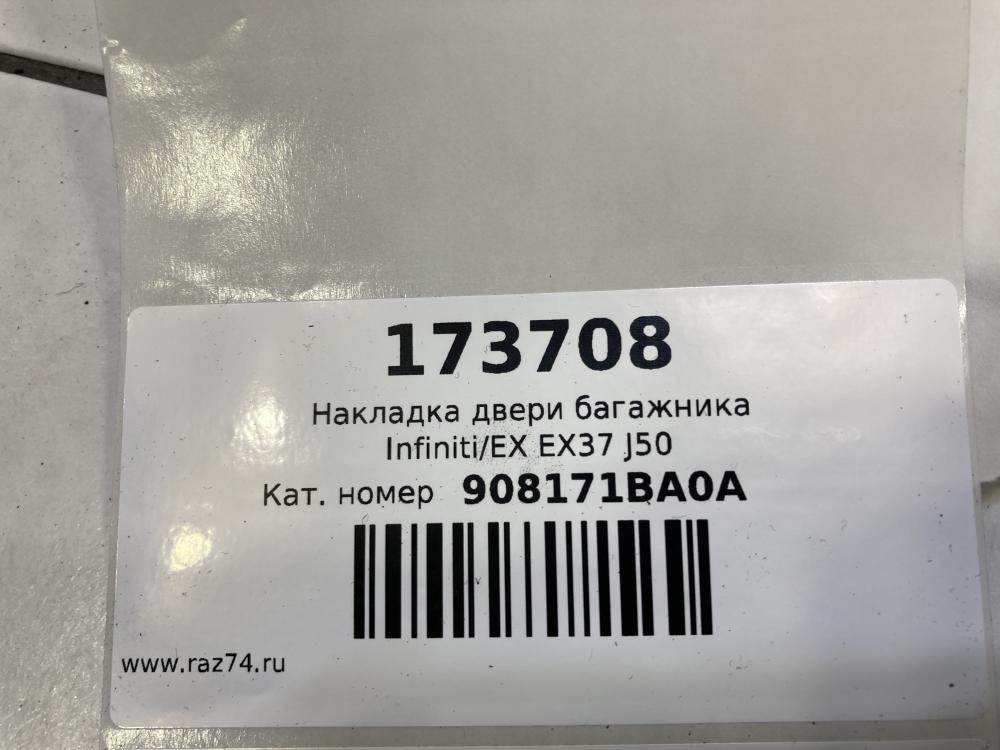 173708
Накладка двери багажника
Infiniti/EX EX37 J50
Кат. номер 908171BA0A
www.raz74.ru